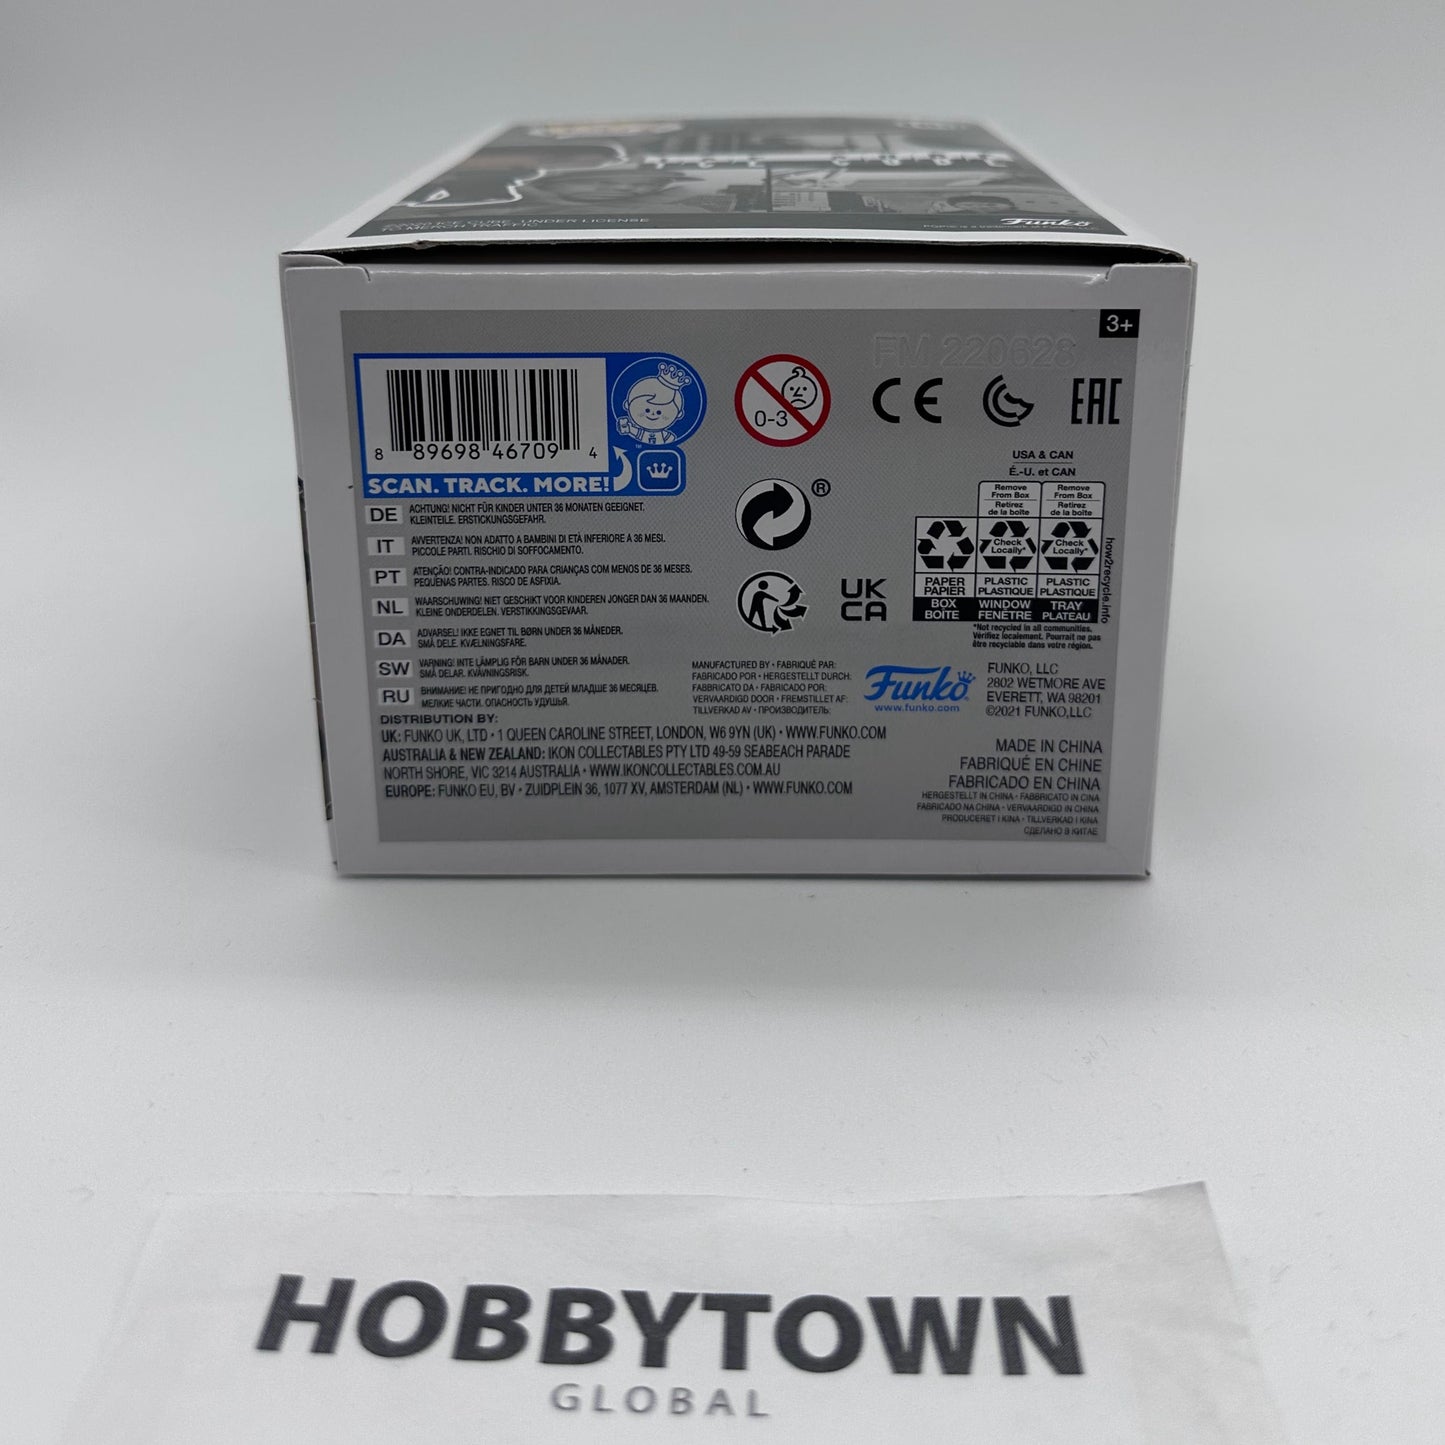 ©2020 ICE CUBE. UNDER LICENSE
TO MERCH TRAFFIC.
Funko
3+
FM 220628
8 89698 46709 4
SCAN. TRACK. MORE!
0-3
CE
EAC
USA & CAN
É.-U. et CAN
Remove
From Box
Retirez
de la boîte
Remove
From Box
Retirez
de la boîte
Check
Locally*
Check
Locally*
PAPER
PAPIER
BOX
BOÎTE
PLASTIC
PLASTIQUE
WINDOW
FENÊTRE
PLASTIC
PLASTIQUE
TRAY
PLATEAU
how2recycle.info
*Not recycled in all communities.
Vérifiez localement. Pourrait ne pas
être recyclable dans votre région.
®
UK
CA
DE ACHTUNG! NICHT FÜR KINDER UNTER 36 MONATEN GEEIGNET.
KLEINTEILE. ERSTICKUNGSGEFAHR.
IT AVVERTENZA! NON ADATTO A BAMBINI DI ETÀ INFERIORE A 36 MESI.
PICCOLE PARTI. RISCHIO DI SOFFOCAMENTO.
PT ATENÇÃO! CONTRA-INDICADO PARA CRIANÇAS COM MENOS DE 36 MESES.
PEQUENAS PARTES. RISCO DE ASFIXIA.
NL WAARSCHUWING! NIET GESCHIKT VOOR KINDEREN JONGER DAN 36 MAANDEN.
KLEINE ONDERDELEN. VERSTIKKINGSGEVAAR.
DA ADVARSEL! IKKE EGNET TIL BØRN UNDER 36 MÅNEDER.
SMÅ DELE. KVÆLNINGSFARE.
SW VARNING! INTE LÄMPLIG FÖR BARN UNDER 36 MÅNADER.
SMÅ DELAR. KVÄVNINGSRISK.
RU ВНИМАНИЕ! НЕ ПРИГОДНО ДЛЯ ДЕТЕЙ МЛАДШЕ 36 МЕСЯЦЕВ.
МЕЛКИЕ ЧАСТИ. ОПАСНОСТЬ УДУШЬЯ.
MANUFACTURED BY • FABRIQUÉ PAR:
FABRICADO POR • HERGESTELLT DURCH:
FABBRICATO DA • FABRICADO POR:
VERVAARDIGD DOOR • FREMSTILLET AF:
TILLVERKAD AV • ПРОИЗВОДИТЕЛЬ:
Funko
www.funko.com
FUNKO, LLC
2802 WETMORE AVE
EVERETT, WA 98201
©2021 FUNKO,LLC
DISTRIBUTION BY:
UK: FUNKO UK, LTD • 1 QUEEN CAROLINE STREET, LONDON, W6 9YN (UK) • WWW.FUNKO.COM
AUSTRALIA & NEW ZEALAND: IKON COLLECTABLES PTY LTD 49-59 SEABEACH PARADE
NORTH SHORE, VIC 3214 AUSTRALIA • WWW.IKONCOLLECTABLES.COM.AU
EUROPE: FUNKO EU, BV • ZUIDPLEIN 36, 1077 XV, AMSTERDAM (NL) • WWW.FUNKO.COM
MADE IN CHINA
FABRIQUÉ EN CHINE
FABRICADO EN CHINA
HERGESTELLT IN CHINA • FABBRICATO IN CINA
FABRICADO NA CHINA • VERVAARDIGD IN CHINA
PRODUCERET I KINA • TILLVERKAD I KINA
СДЕЛАНО В КИТАЕ
HOBBYTOWN
GLOBAL